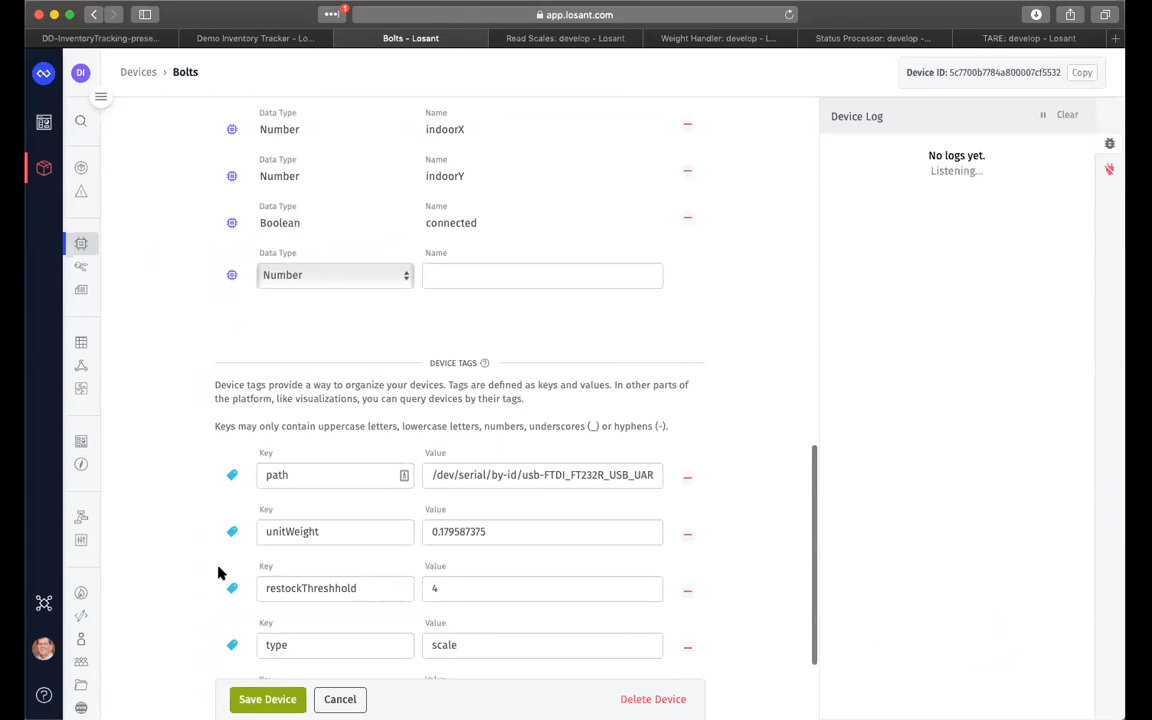 1
app.losant.com
DD-InventoryTracking-prese...
Demo Inventory Tracker - Lo...
Bolts - Losant
Read Scales: develop - Losant
Weight Handler: develop - L...
Status Processor: develop -...
TARE: develop - Losant
DI
Devices › Bolts
Device ID: 5c7700b7784a800007cf5532
Copy
Data Type
Name
Number
indoorX
Data Type
Name
Number
indoorY
Data Type
Name
Boolean
connected
Data Type
Name
Number
DEVICE TAGS
Device tags provide a way to organize your devices. Tags are defined as keys and values. In other parts of
the platform, like visualizations, you can query devices by their tags.
Keys may only contain uppercase letters, lowercase letters, numbers, underscores (_) or hyphens (-).
Key
Value
path
/dev/serial/by-id/usb-FTDI_FT232R_USB_UAR
Key
Value
unitWeight
0.179587375
Key
Value
restockThreshhold
4
Key
Value
type
scale
Save Device
Cancel
Delete Device
Device Log
Clear
No logs yet.
Listening...